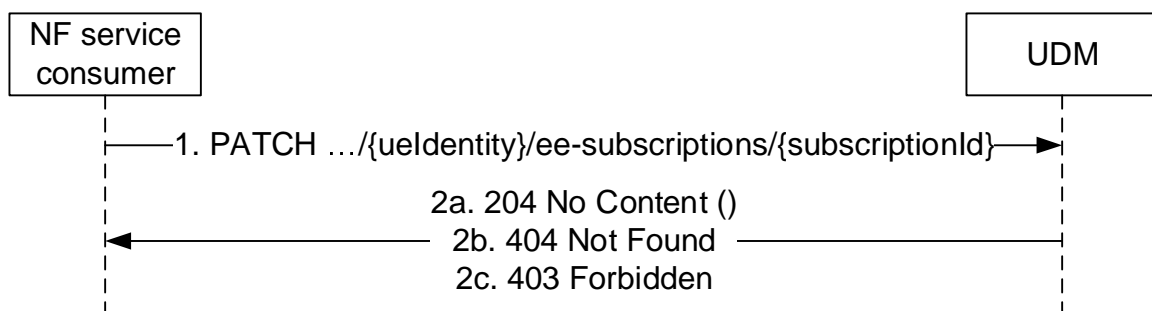 NF service
consumer
UDM
1. PATCH …/{ueIdentity}/ee-subscriptions/{subscriptionId}
2a. 204 No Content ()
2b. 404 Not Found
2c. 403 Forbidden